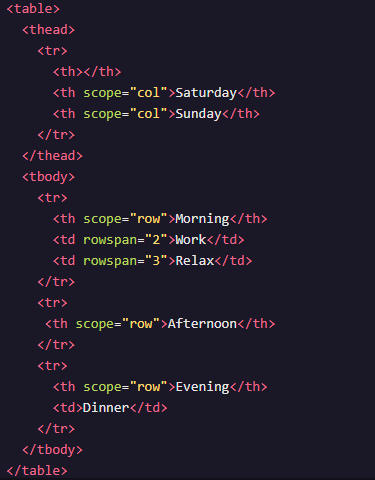 <table>
  <thead>
    <tr>
      <th></th>
      <th scope="col">Saturday</th>
      <th scope="col">Sunday</th>
    </tr>
  </thead>
  <tbody>
    <tr>
      <th scope="row">Morning</th>
      <td rowspan="2">Work</td>
      <td rowspan="3">Relax</td>
    </tr>
    <tr>
     <th scope="row">Afternoon</th>
    </tr>
    <tr>
      <th scope="row">Evening</th>
      <td>Dinner</td>
    </tr>
  </tbody>
</table>